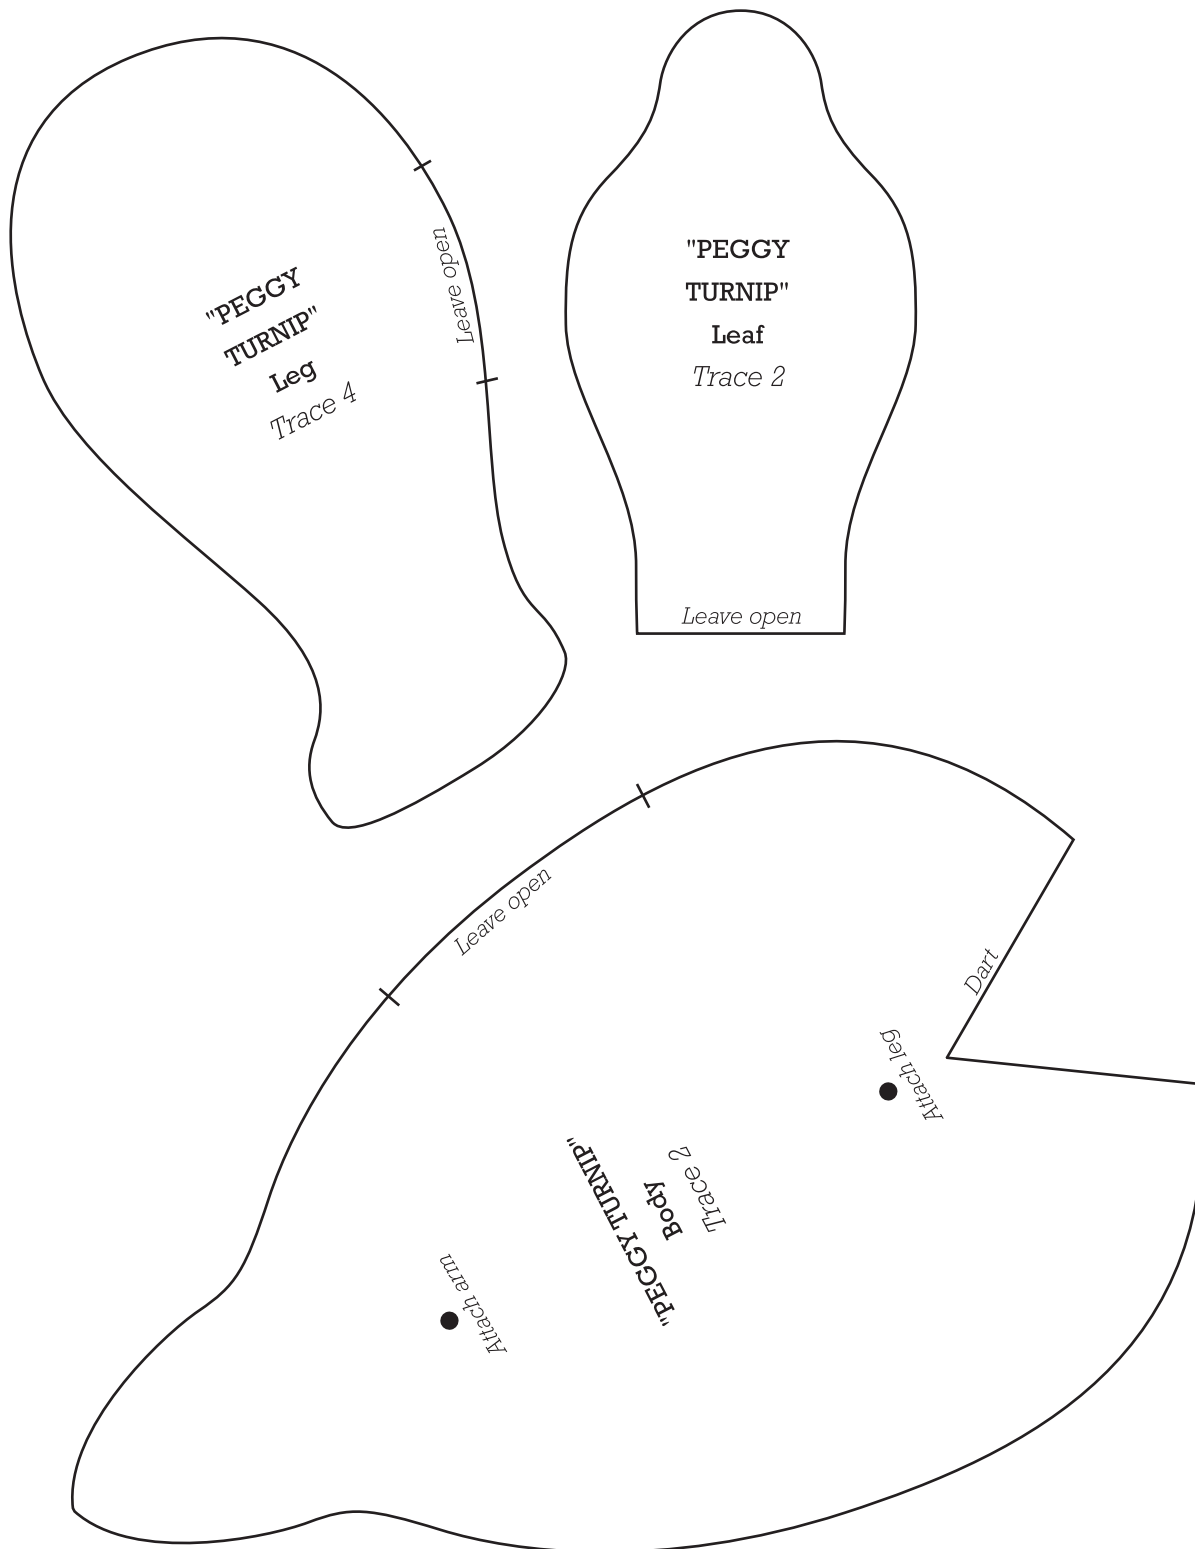 "PEGGY
TURNIP"
Leg
Trace 4
Leave open
"PEGGY
TURNIP"
Leaf
Trace 2
Leave open
Leave open
Dart
Attach leg
"PEGGY TURNIP"
Body
Trace 2
Attach arm